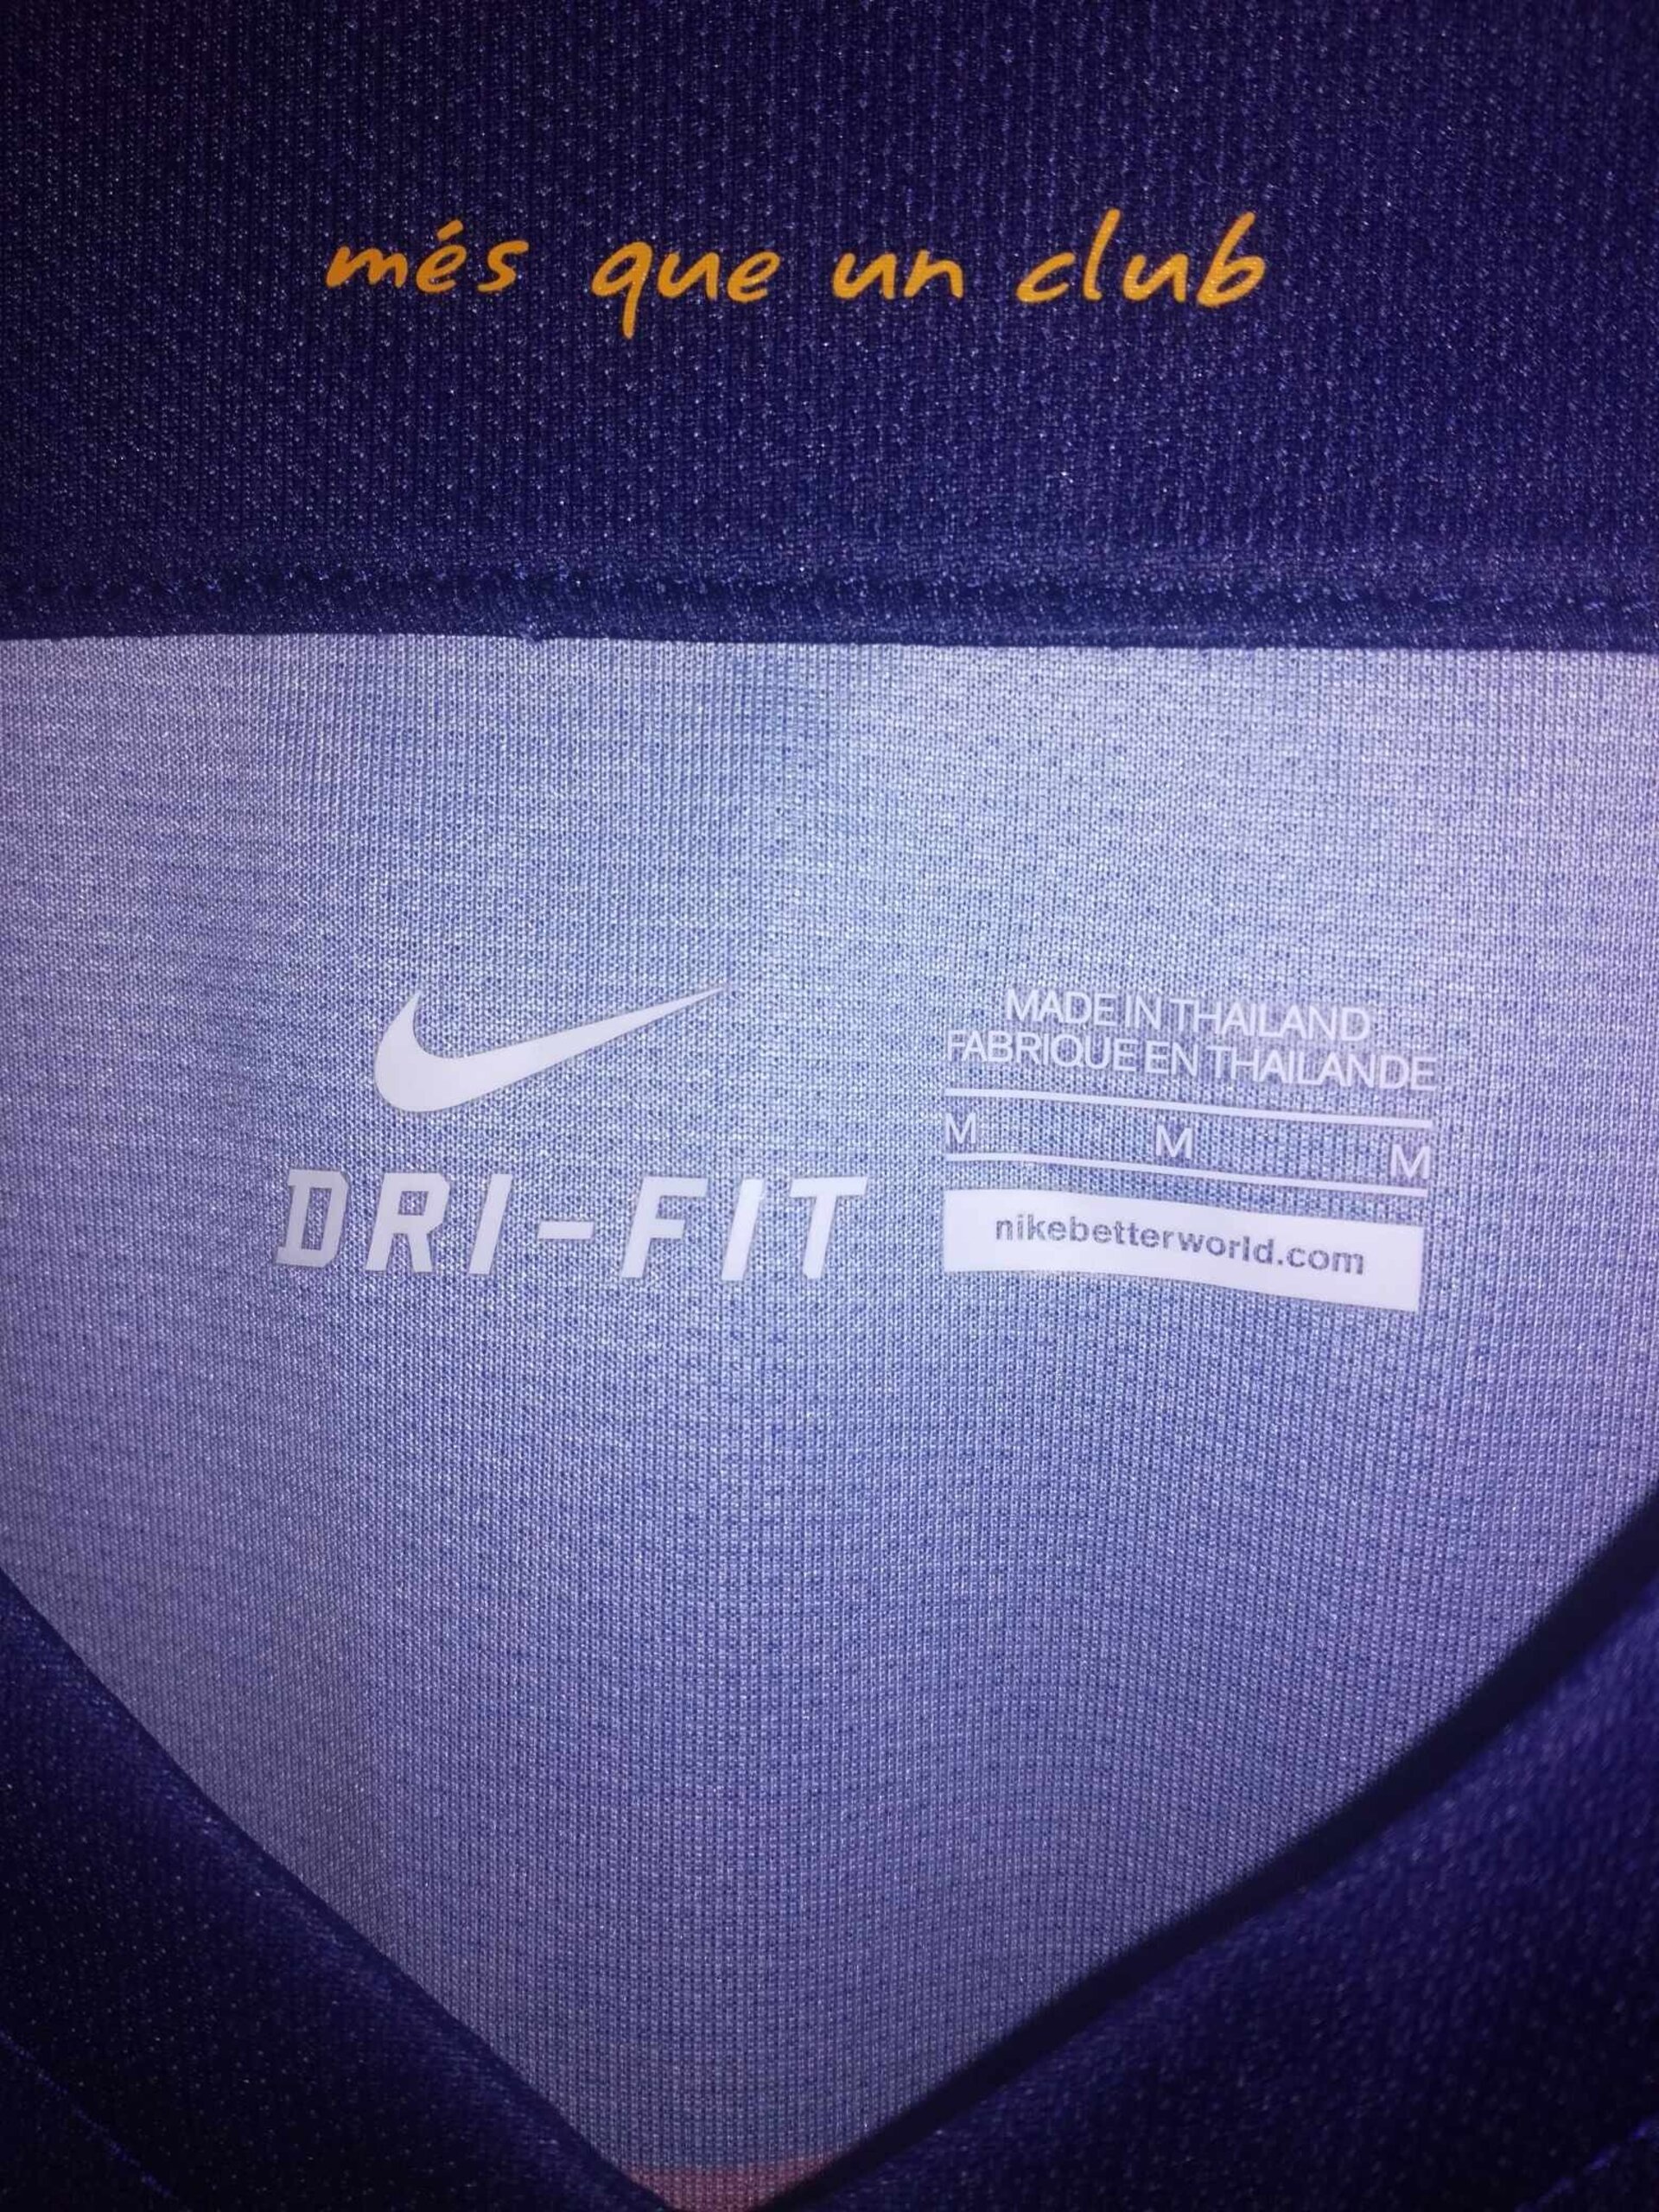 més que un club
MADE IN THAILAND
FABRIQUE EN THAILANDE
M M M
DRI-FIT
nikebetterworld.com